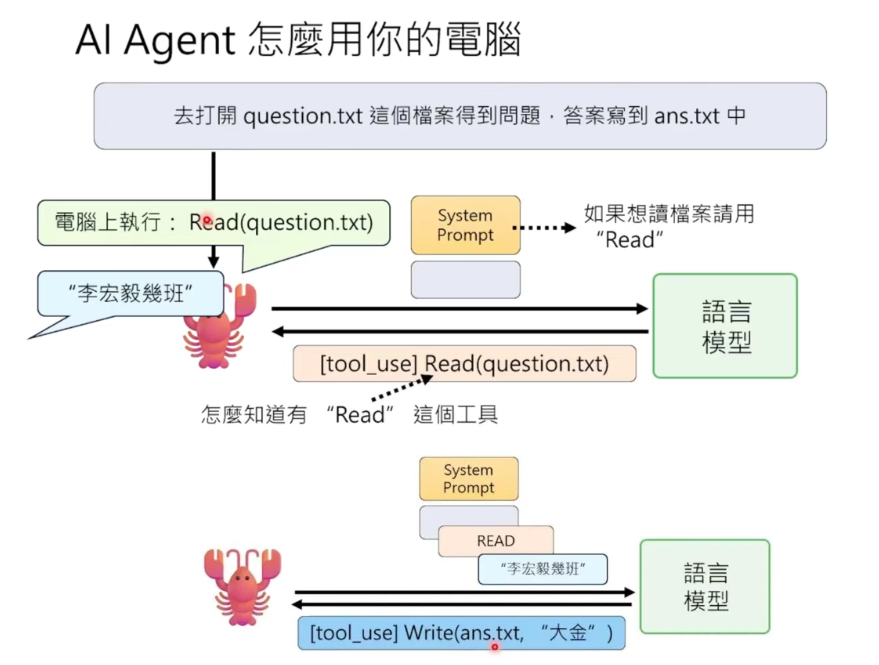 AI Agent 怎麼用你的電腦
去打開 question.txt 這個檔案得到問題，答案寫到 ans.txt 中
電腦上執行： Read(question.txt)
System
Prompt
如果想讀檔案請用
“Read”
“李宏毅幾班”
語言
模型
[tool_use] Read(question.txt)
怎麼知道有 “Read” 這個工具
System
Prompt
READ
“李宏毅幾班”
語言
模型
[tool_use] Write(ans.txt, “大金”)